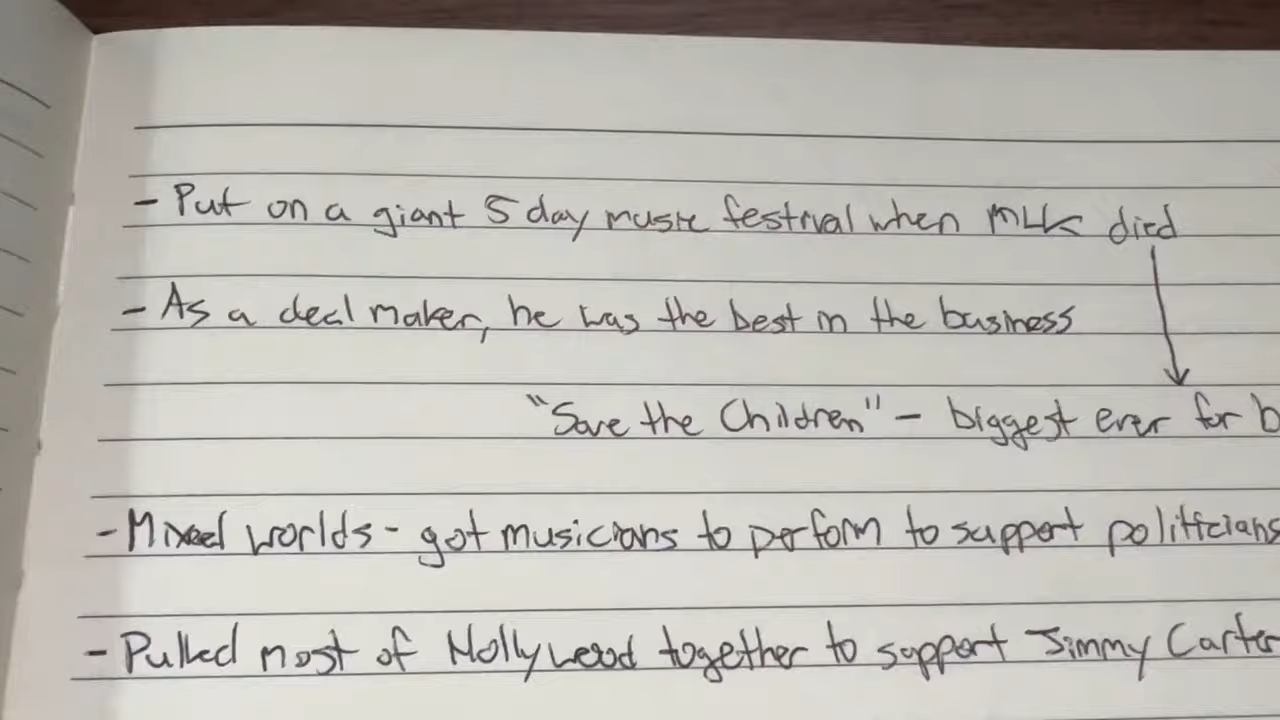 - Put on a giant 5 day music festival when MLK died
- As a deal maker, he was the best in the business
"Save the Children" - biggest ever for b
- Mixed worlds - got musicians to perform to support politicians
- Pulled most of Hollywood together to support Jimmy Carter